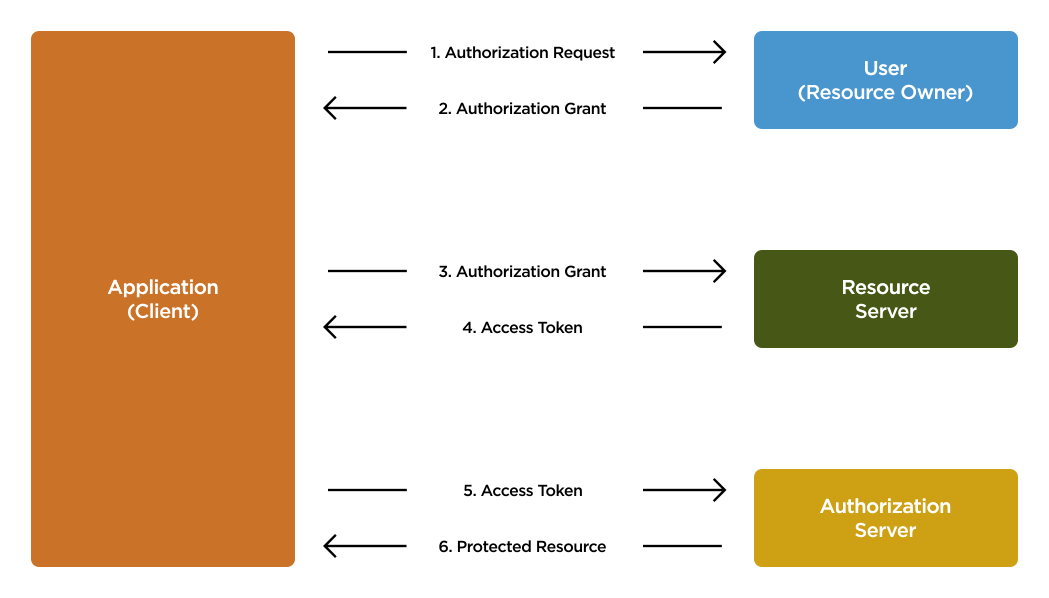 1. Authorization Request
User
(Resource Owner)
2. Authorization Grant
Application
(Client)
3. Authorization Grant
Resource
Server
4. Access Token
5. Access Token
Authorization
Server
6. Protected Resource